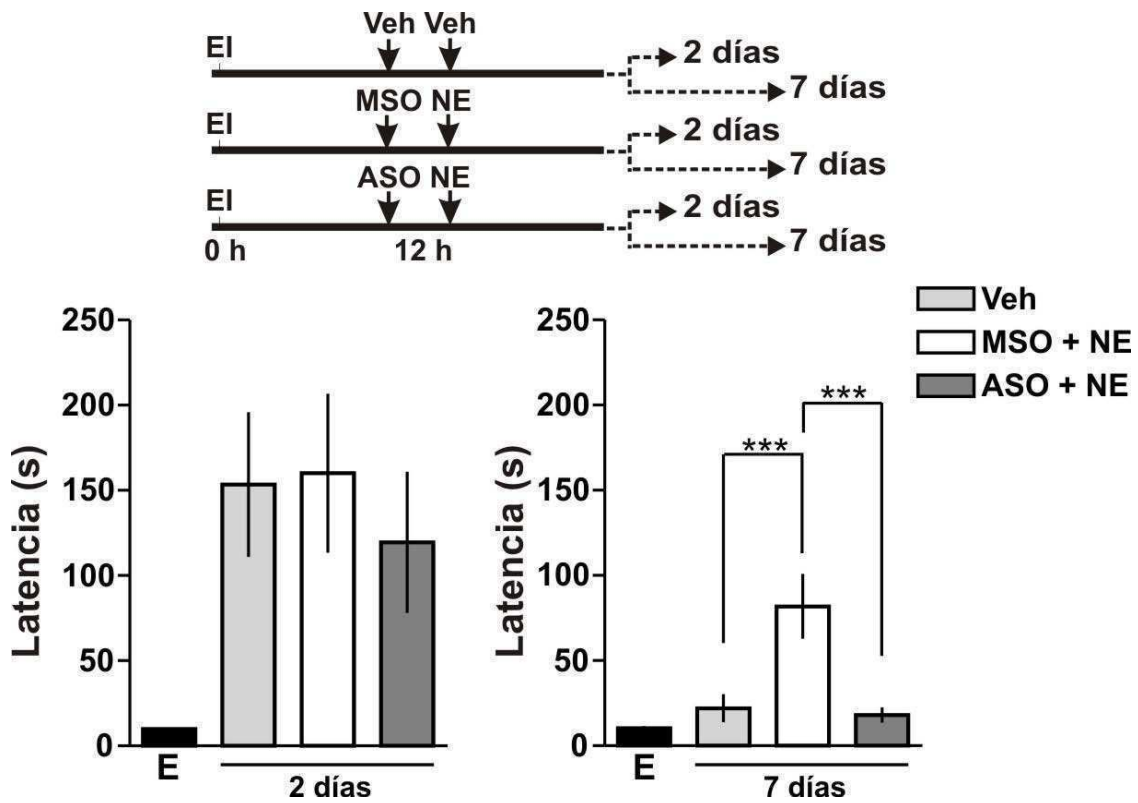 Veh Veh
EI
2 días
7 días
MSO NE
EI
2 días
7 días
ASO NE
EI
2 días
7 días
0 h 12 h
Veh
MSO + NE
ASO + NE
Latencia (s)
250
200
150
100
50
0
E
2 días
Latencia (s)
250
200
150
100
50
0
***
***
E
7 días